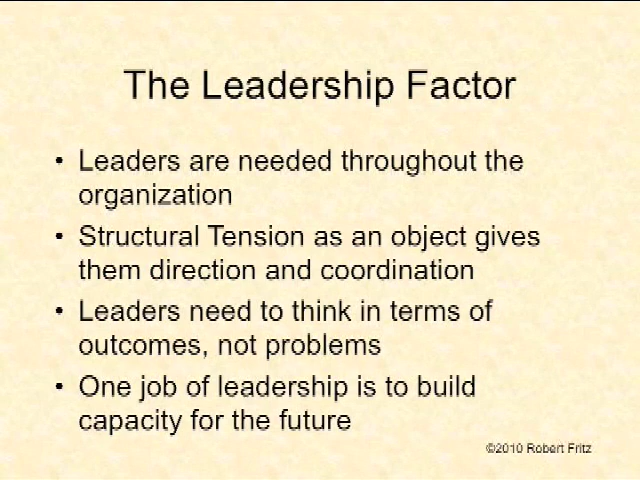 The Leadership Factor
• Leaders are needed throughout the
organization
• Structural Tension as an object gives
them direction and coordination
• Leaders need to think in terms of
outcomes, not problems
• One job of leadership is to build
capacity for the future
©2010 Robert Fritz